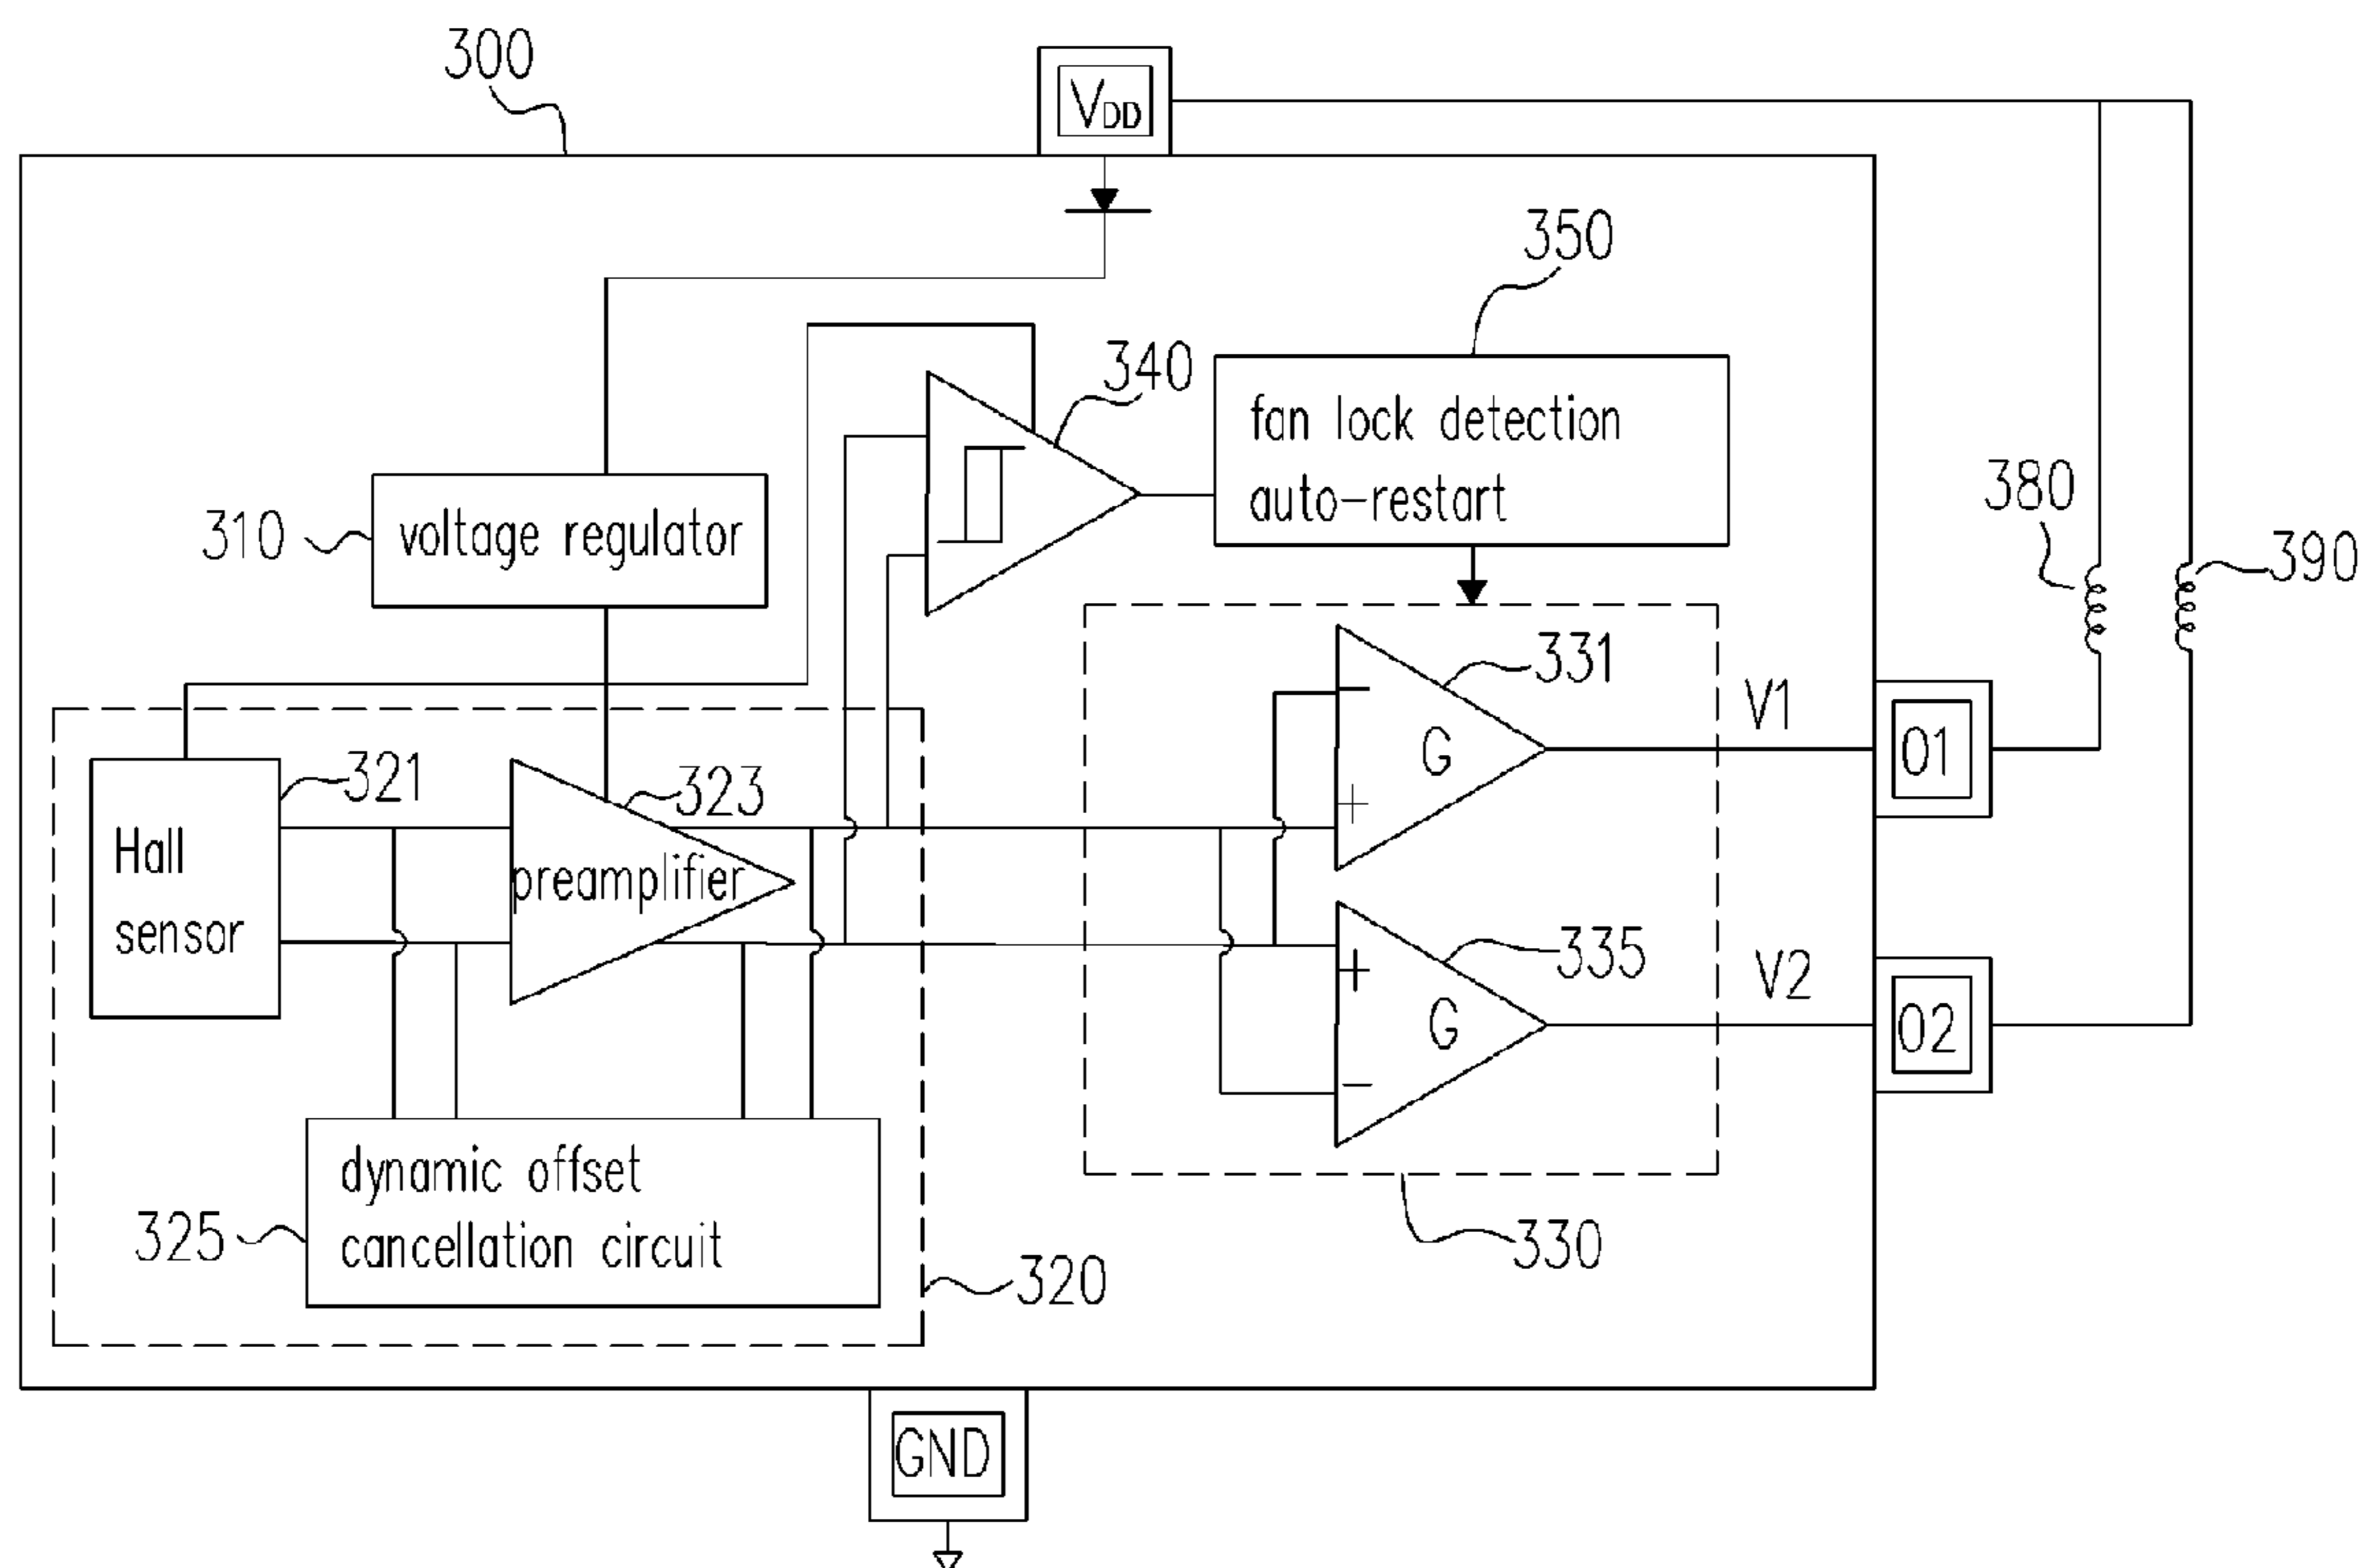 300
VDD
350
340
fan lock detection
auto-restart
380
390
310
voltage regulator
331
V1
G
O1
321
323
Hall
sensor
preamplifier
335
V2
G
O2
dynamic offset
cancellation circuit
325
320
330
GND